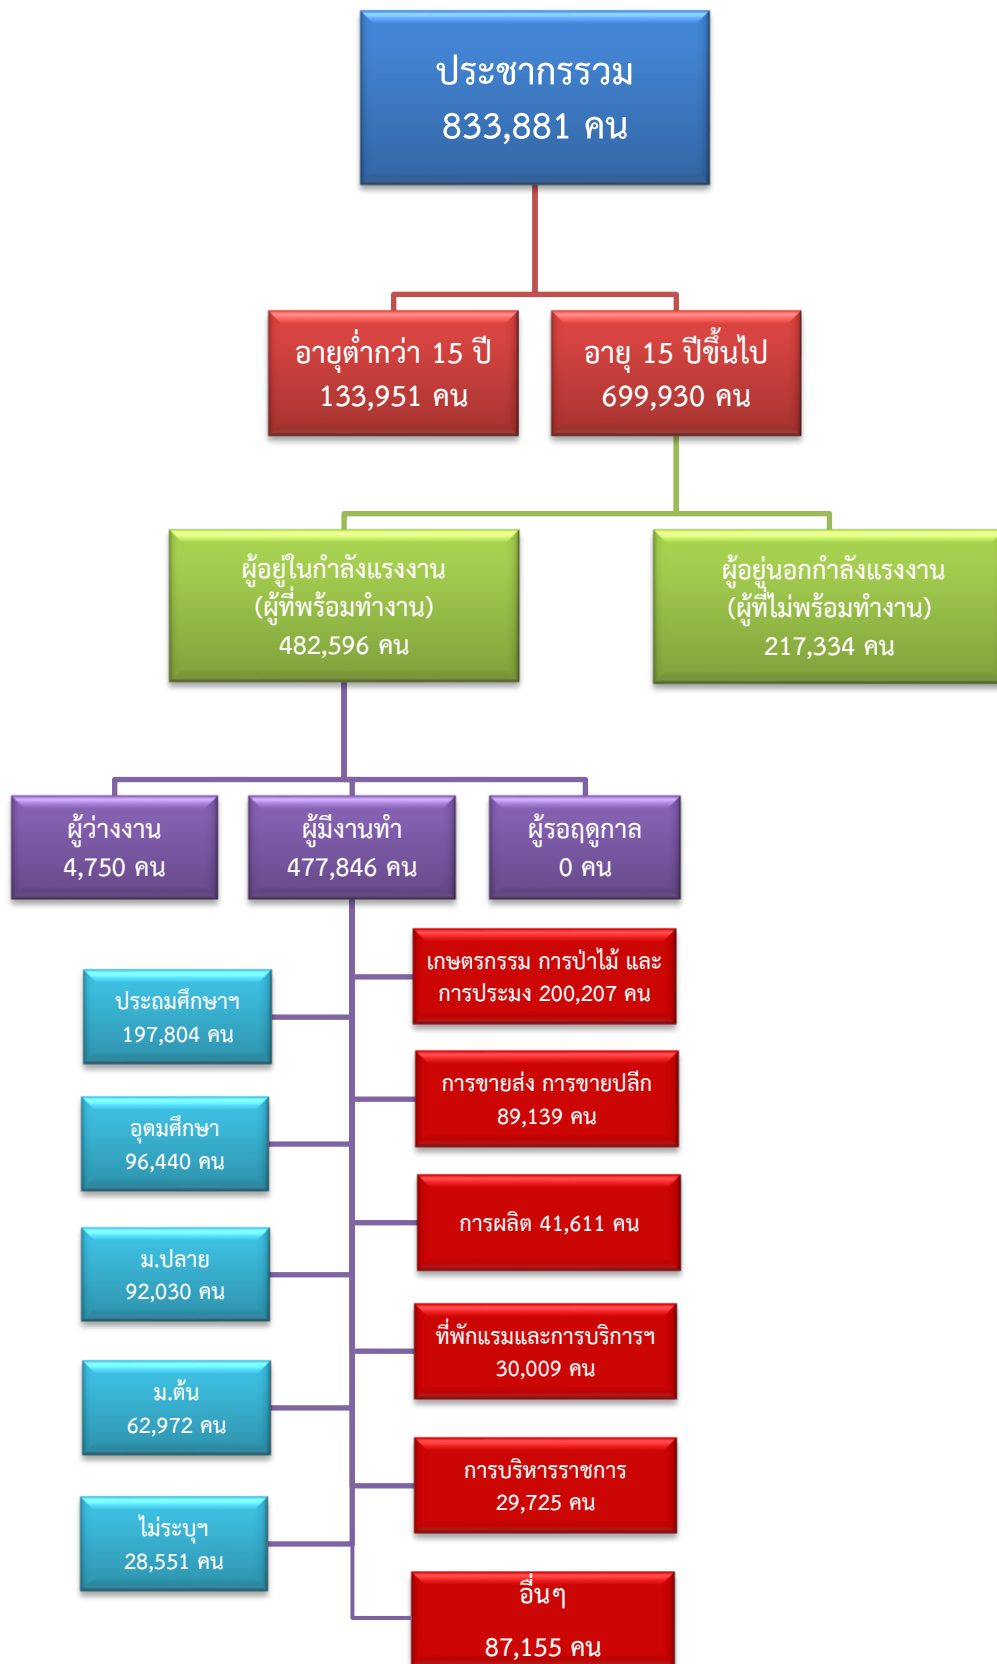 ประชากรรวม
833,881 คน
อายุต่ำกว่า 15 ปี
133,951 คน
อายุ 15 ปีขึ้นไป
699,930 คน
ผู้อยู่ในกำลังแรงงาน
(ผู้ที่พร้อมทำงาน)
482,596 คน
ผู้อยู่นอกกำลังแรงงาน
(ผู้ที่ไม่พร้อมทำงาน)
217,334 คน
ผู้ว่างงาน
4,750 คน
ผู้มีงานทำ
477,846 คน
ผู้รอฤดูกาล
0 คน
ประถมศึกษาฯ
197,804 คน
อุดมศึกษา
96,440 คน
ม.ปลาย
92,030 คน
ม.ต้น
62,972 คน
ไม่ระบุฯ
28,551 คน
เกษตรกรรม การป่าไม้ และ
การประมง 200,207 คน
การขายส่ง การขายปลีก
89,139 คน
การผลิต 41,611 คน
ที่พักแรมและการบริการฯ
30,009 คน
การบริหารราชการ
29,725 คน
อื่นๆ
87,155 คน